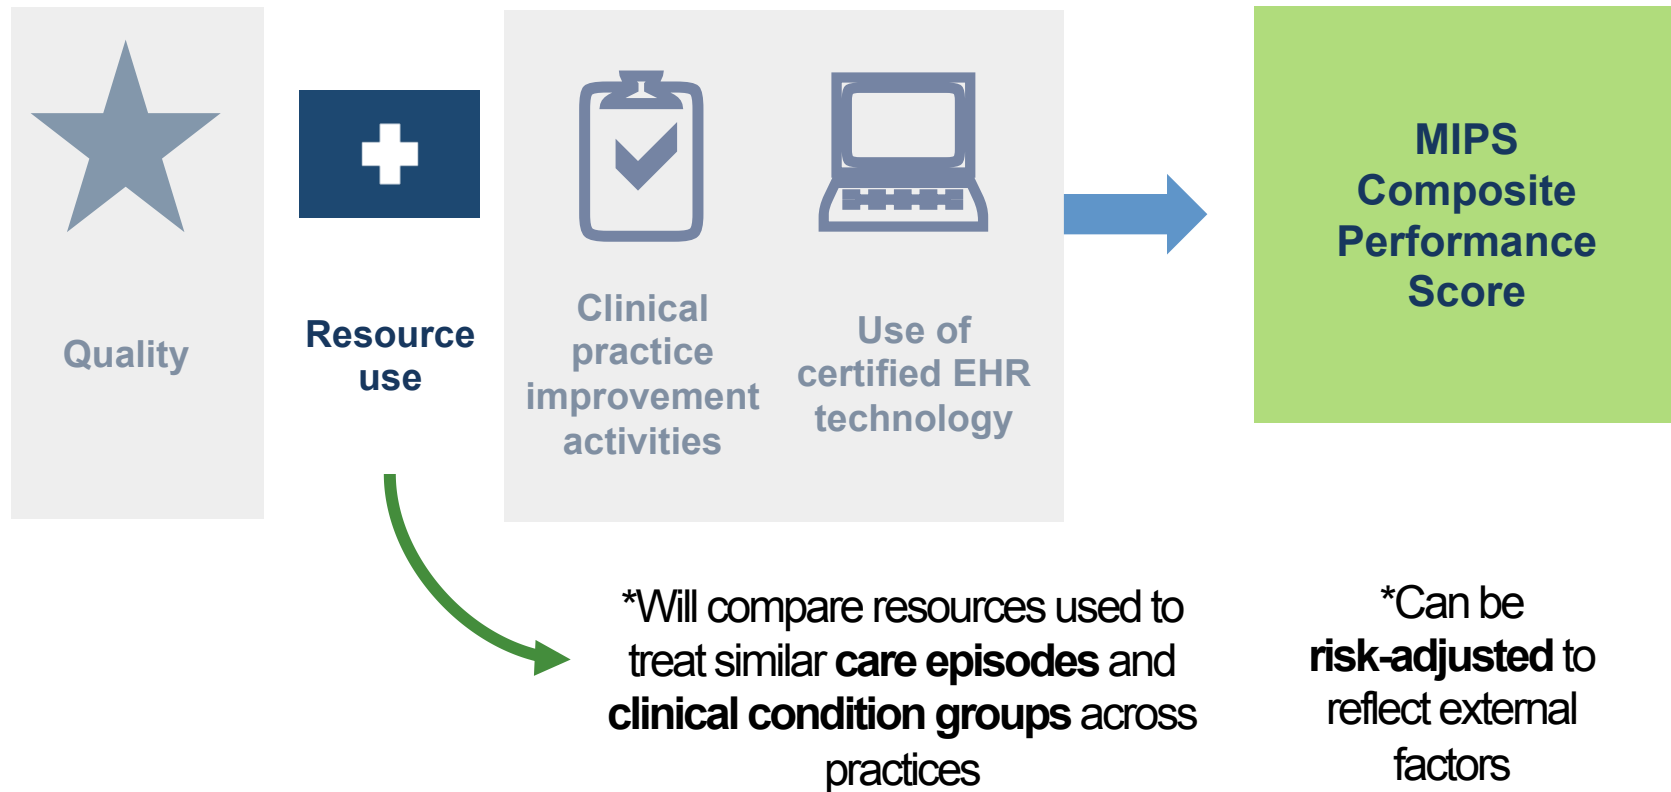 Quality
Resource
use
Clinical
practice
improvement
activities
Use of
certified EHR
technology
MIPS
Composite
Performance
Score
*Will compare resources used to
treat similar care episodes and
clinical condition groups across
practices
*Can be
risk-adjusted to
reflect external
factors